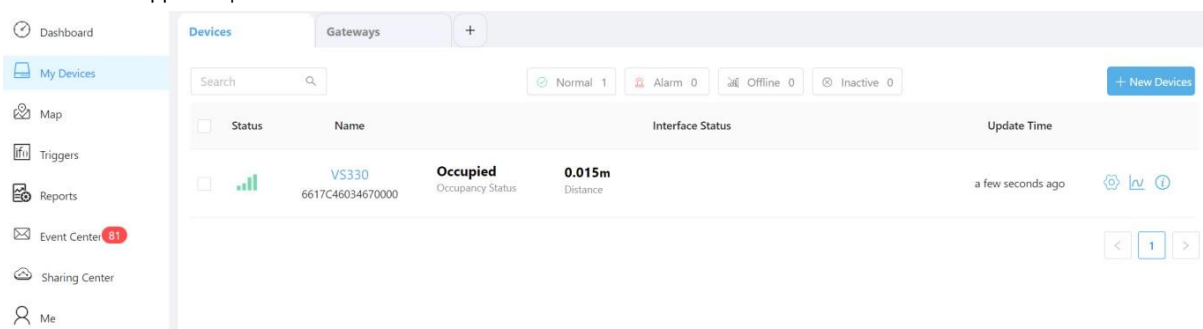 Dashboard
My Devices
Map
Triggers
Reports
Event Center 81
Sharing Center
Me
Devices Gateways +
Search Normal 1 Alarm 0 Offline 0 Inactive 0 + New Devices
Status Name Interface Status Update Time
VS330 Occupied 0.015m
6617C46034670000 Occupancy Status Distance a few seconds ago
< 1 >